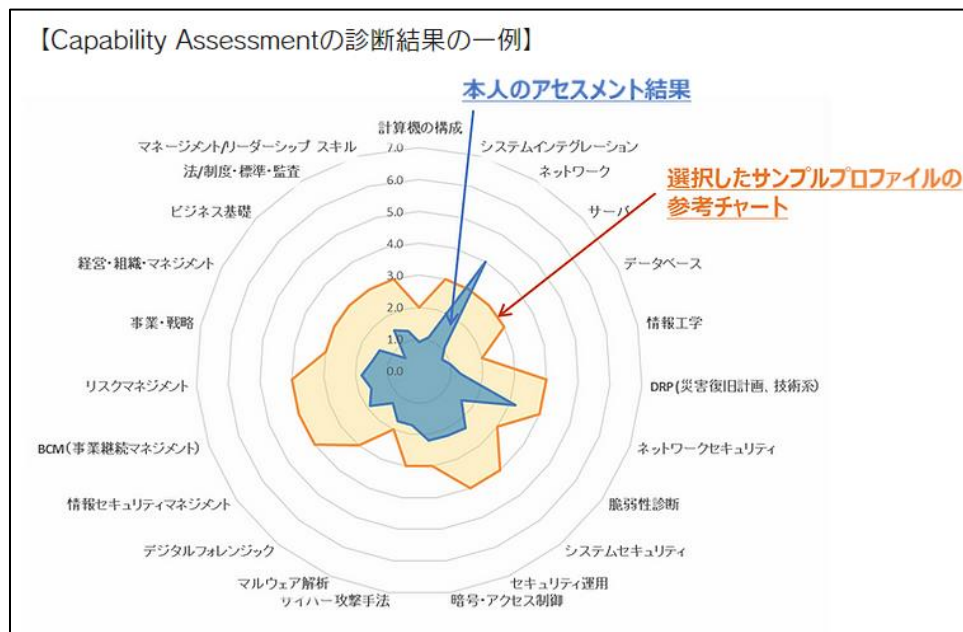 【Capability Assessmentの診断結果の一例】
本人のアセスメント結果
選択したサンプルプロファイルの
参考チャート
計算機の構成
システムインテグレーション
ネットワーク
サーバ
データベース
情報工学
DRP(災害復旧計画、技術系)
ネットワークセキュリティ
脆弱性診断
システムセキュリティ
セキュリティ運用
暗号・アクセス制御
サイバー攻撃手法
マルウェア解析
デジタルフォレンジック
情報セキュリティマネジメント
BCM(事業継続マネジメント)
リスクマネジメント
事業・戦略
経営・組織・マネジメント
ビジネス基礎
法/制度・標準・監査
マネージメント/リーダーシップ スキル
7.0
6.0
5.0
4.0
3.0
2.0
1.0
0.0